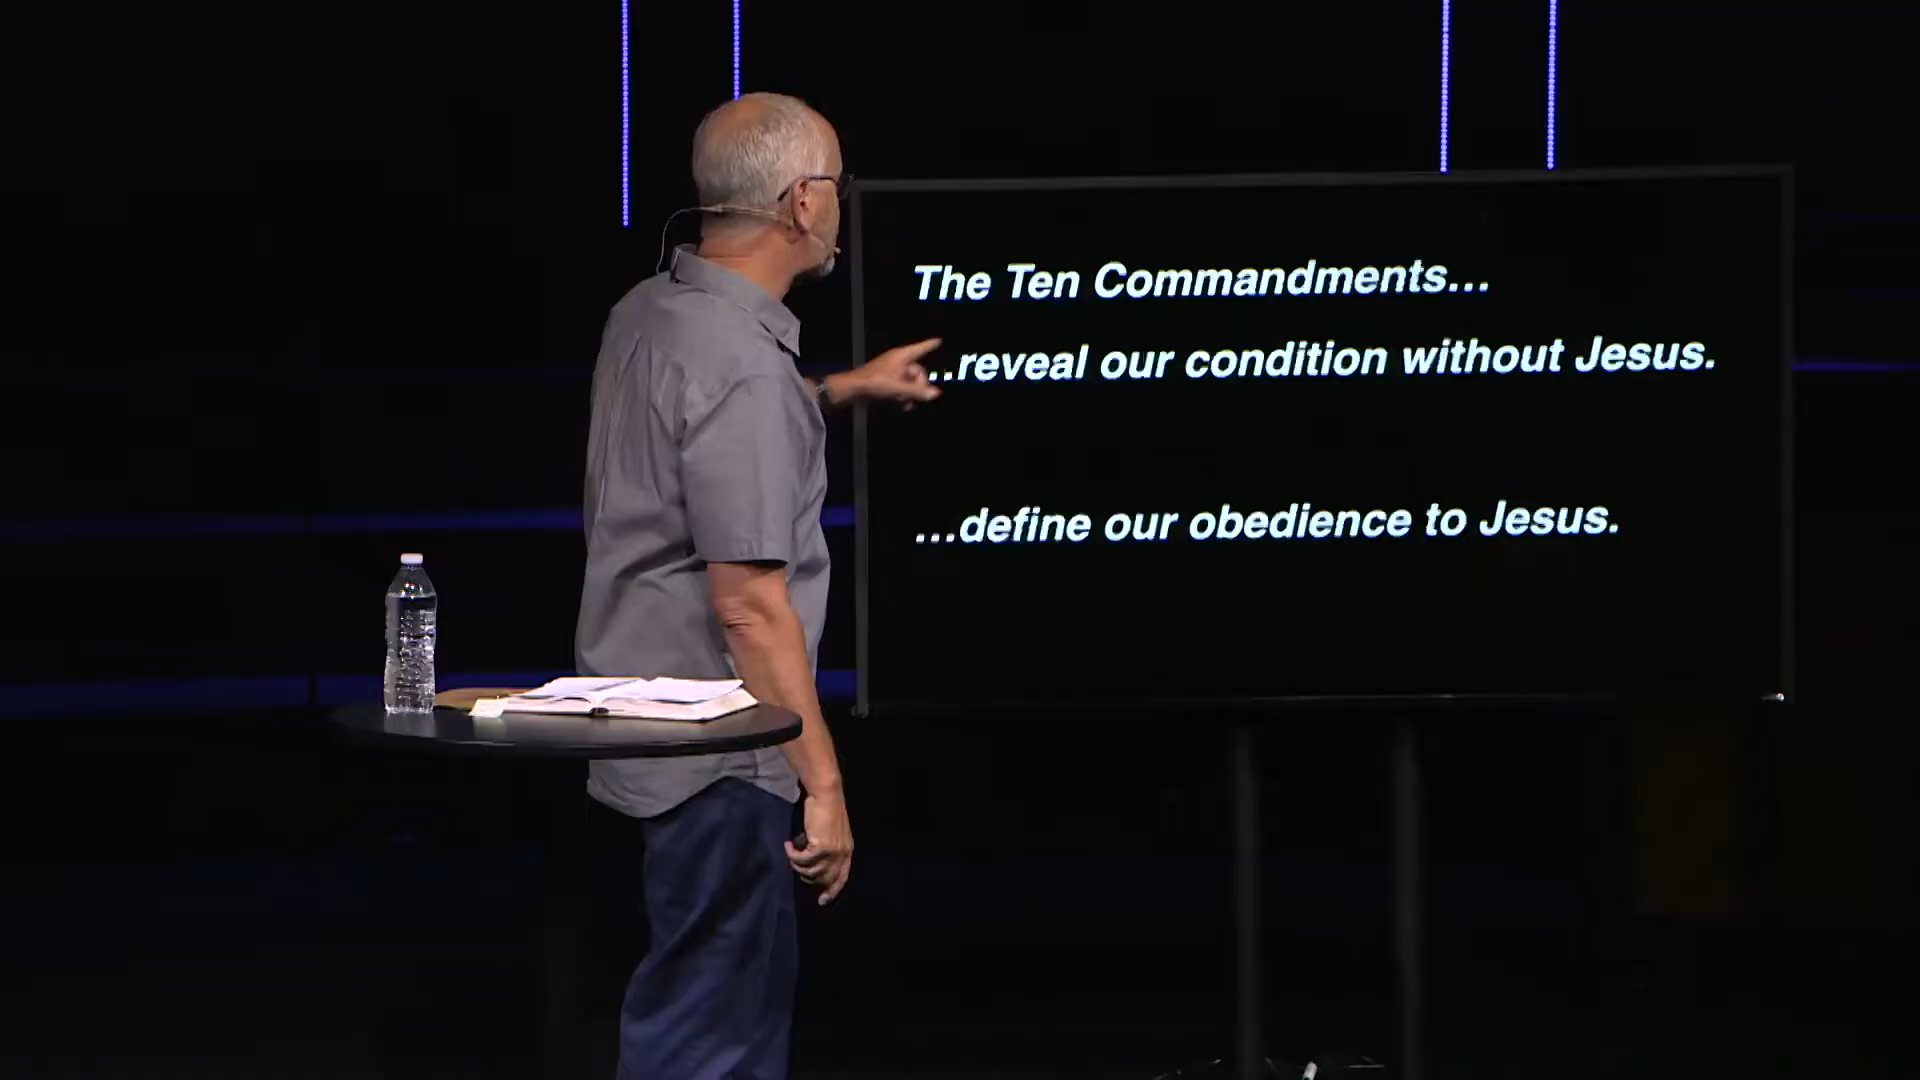 The Ten Commandments...
...reveal our condition without Jesus.
...define our obedience to Jesus.